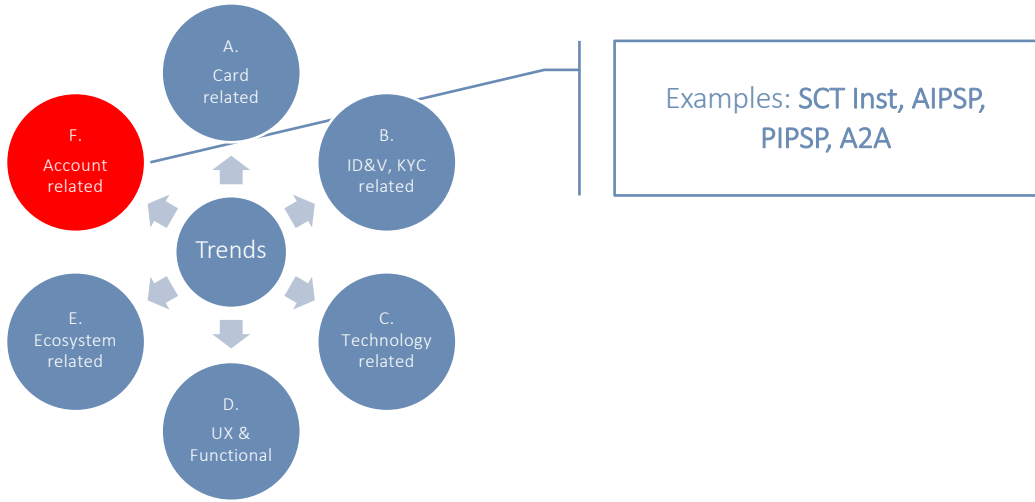 A.
Card
related
B.
ID&V, KYC
related
C.
Technology
related
D.
UX &
Functional
E.
Ecosystem
related
F.
Account
related
Trends
Examples: SCT Inst, AIPSP,
PIPSP, A2A